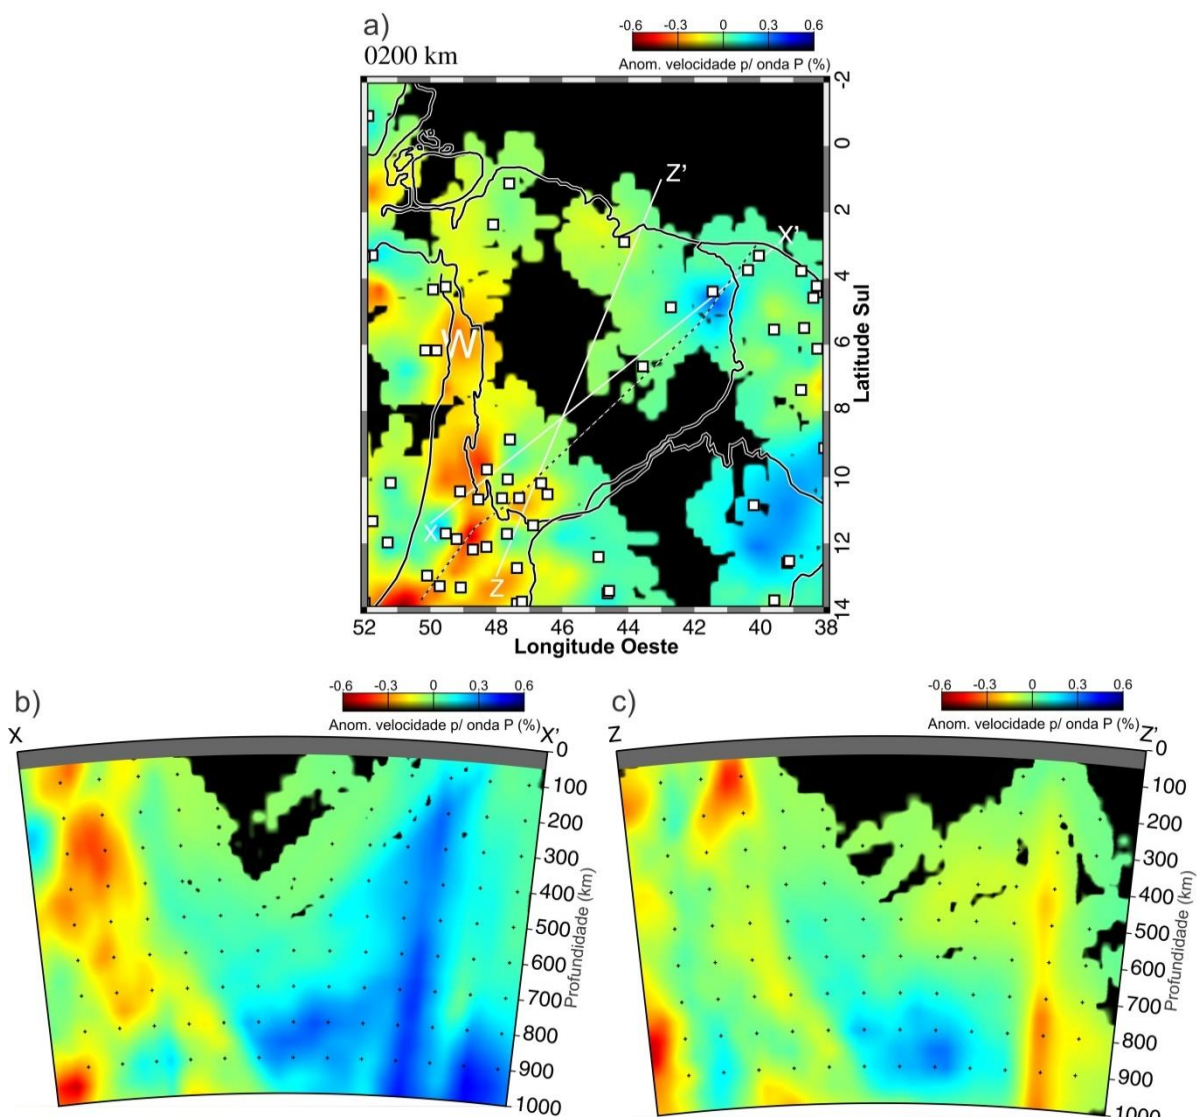 a)
0200 km
-0.6 -0.3 0 0.3 0.6
Anom. velocidade p/ onda P (%)
Z'
X'
W
X
Z
-2
0
2
4
6
8
10
12
14
Latitude Sul
52 50 48 46 44 42 40 38
Longitude Oeste
b)
-0.6 -0.3 0 0.3 0.6
Anom. velocidade p/ onda P (%)
X
X'
0
100
200
300
400
500
600
700
800
900
1000
Profundidade (km)
c)
-0.6 -0.3 0 0.3 0.6
Anom. velocidade p/ onda P (%)
Z
Z'
0
100
200
300
400
500
600
700
800
900
1000
Profundidade (km)